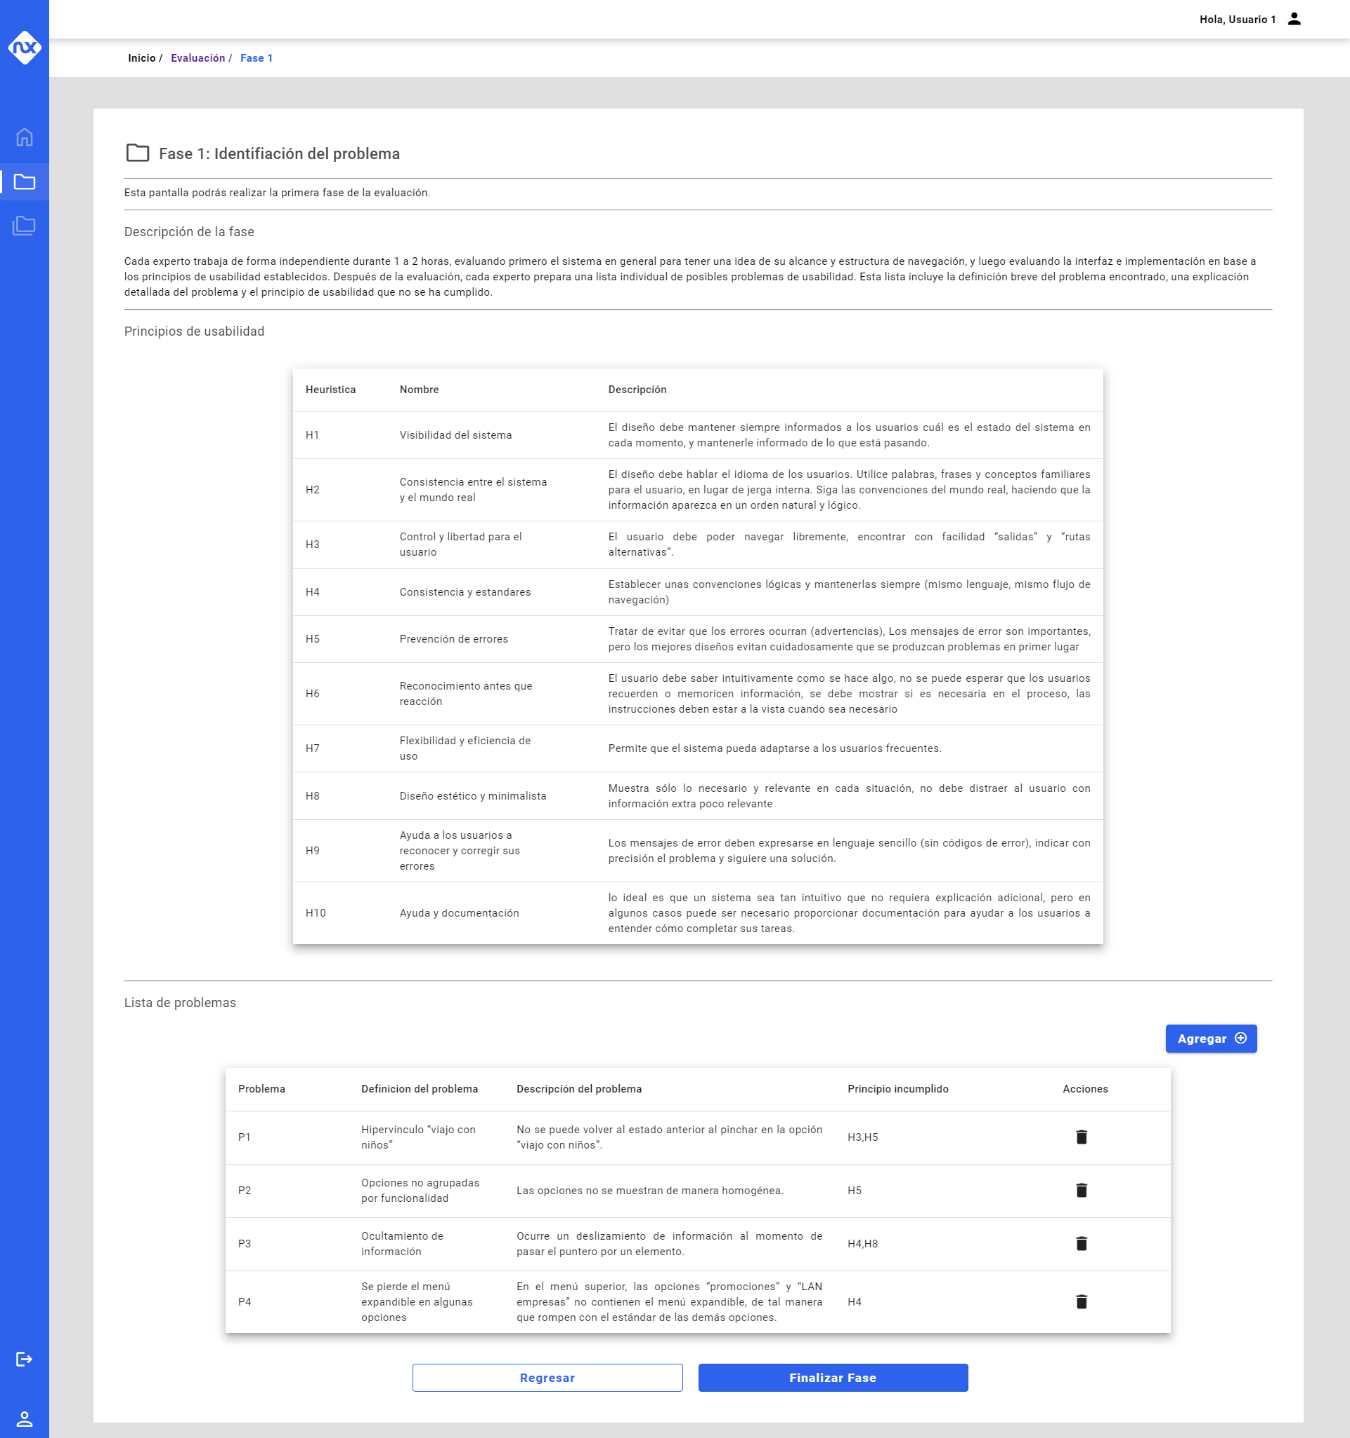 Hola, Usuario 1
nx
Inicio / Evaluación / Fase 1
Fase 1: Identifiación del problema
Esta pantalla podrás realizar la primera fase de la evaluación.
Descripción de la fase
Cada experto trabaja de forma independiente durante 1 a 2 horas, evaluando primero el sistema en general para tener una idea de su alcance y estructura de navegación, y luego evaluando la interfaz e implementación en base a
los principios de usabilidad establecidos. Después de la evaluación, cada experto prepara una lista individual de posibles problemas de usabilidad. Esta lista incluye la definición breve del problema encontrado, una explicación
detallada del problema y el principio de usabilidad que no se ha cumplido.
Principios de usabilidad
Heuristica Nombre Descripción
H1 Visibilidad del sistema
El diseño debe mantener siempre informados a los usuarios cuál es el estado del sistema en
cada momento, y mantenerle informado de lo que está pasando.
H2
Consistencia entre el sistema
y el mundo real
El diseño debe hablar el idioma de los usuarios. Utilice palabras, frases y conceptos familiares
para el usuario, en lugar de jerga interna. Siga las convenciones del mundo real, haciendo que la
información aparezca en un orden natural y lógico.
H3
Control y libertad para el
usuario
El usuario debe poder navegar libremente, encontrar con facilidad “salidas” y “rutas
alternativas”.
H4 Consistencia y estandares
Establecer unas convenciones lógicas y mantenerlas siempre (mismo lenguaje, mismo flujo de
navegación)
H5 Prevención de errores
Tratar de evitar que los errores ocurran (advertencias), Los mensajes de error son importantes,
pero los mejores diseños evitan cuidadosamente que se produzcan problemas en primer lugar
H6
Reconocimiento antes que
reacción
El usuario debe saber intuitivamente como se hace algo, no se puede esperar que los usuarios
recuerden o memoricen información, se debe mostrar si es necesaria en el proceso, las
instrucciones deben estar a la vista cuando sea necesario
H7
Flexibilidad y eficiencia de
uso
Permite que el sistema pueda adaptarse a los usuarios frecuentes.
H8 Diseño estético y minimalista
Muestra sólo lo necesario y relevante en cada situación, no debe distraer al usuario con
información extra poco relevante
H9
Ayuda a los usuarios a
reconocer y corregir sus
errores
Los mensajes de error deben expresarse en lenguaje sencillo (sin códigos de error), indicar con
precisión el problema y siguiere una solución.
H10 Ayuda y documentación
lo ideal es que un sistema sea tan intuitivo que no requiera explicación adicional, pero en
algunos casos puede ser necesario proporcionar documentación para ayudar a los usuarios a
entender cómo completar sus tareas.
Lista de problemas
Agregar
Problema Definicion del problema Descripción del problema Principio incumplido Acciones
P1
Hipervínculo “viajo con
niños”
No se puede volver al estado anterior al pinchar en la opción
“viajo con niños”.
H3,H5
P2
Opciones no agrupadas
por funcionalidad
Las opciones no se muestran de manera homogénea.
H5
P3
Ocultamiento de
información
Ocurre un deslizamiento de información al momento de
pasar el puntero por un elemento.
H4,H8
P4
Se pierde el menú
expandible en algunas
opciones
En el menú superior, las opciones “promociones” y “LAN
empresas” no contienen el menú expandible, de tal manera
que rompen con el estándar de las demás opciones.
H4
Regresar Finalizar Fase